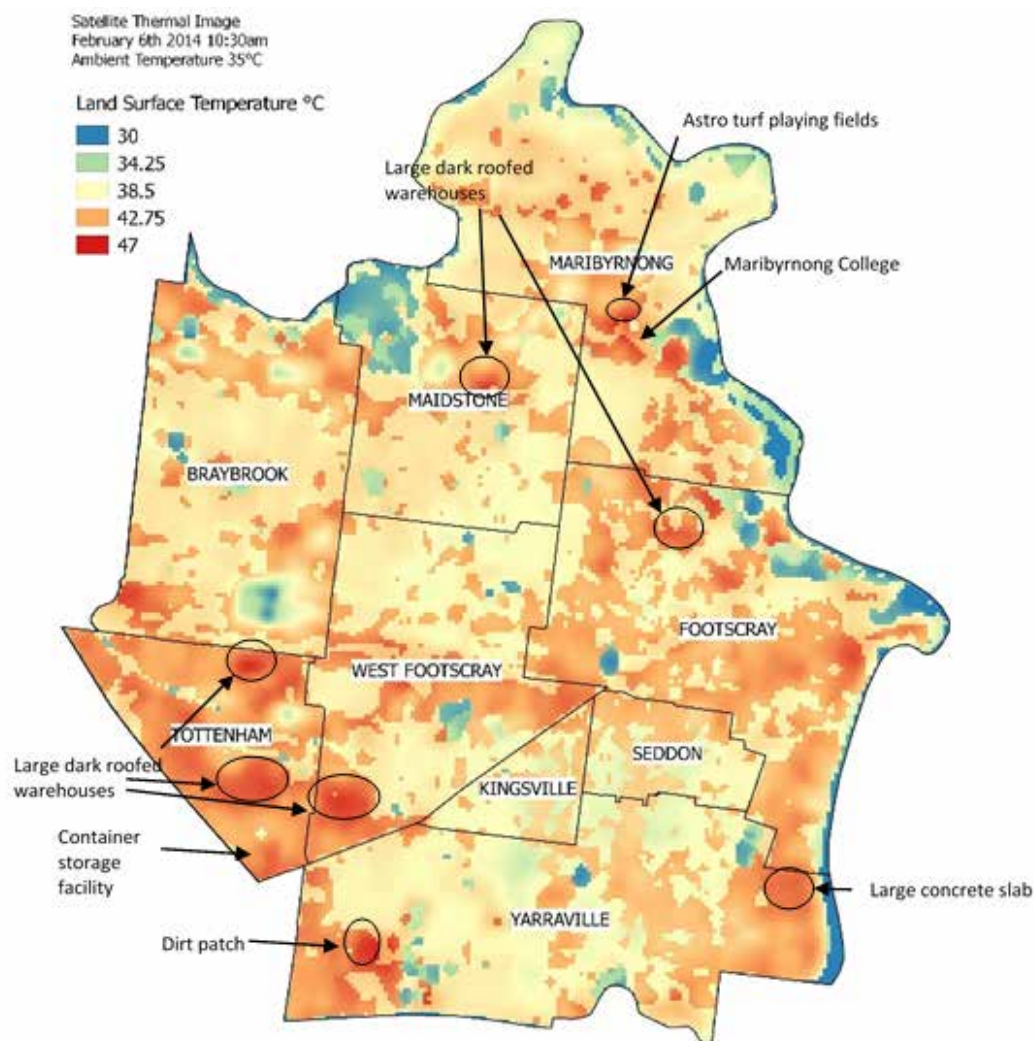 Satellite Thermal Image
February 6th 2014 10:30am
Ambient Temperature 35°C
Land Surface Temperature °C
30
34.25
38.5
42.75
47
Astro turf playing fields
Large dark roofed
warehouses
MARIBYRNONG
Maribyrnong College
MAIDSTONE
BRAYBROOK
FOOTSCRAY
WEST FOOTSCRAY
TOTTENHAM
SEDDON
Large dark roofed
warehouses
KINGSVILLE
Container
storage
facility
Large concrete slab
YARRAVILLE
Dirt patch